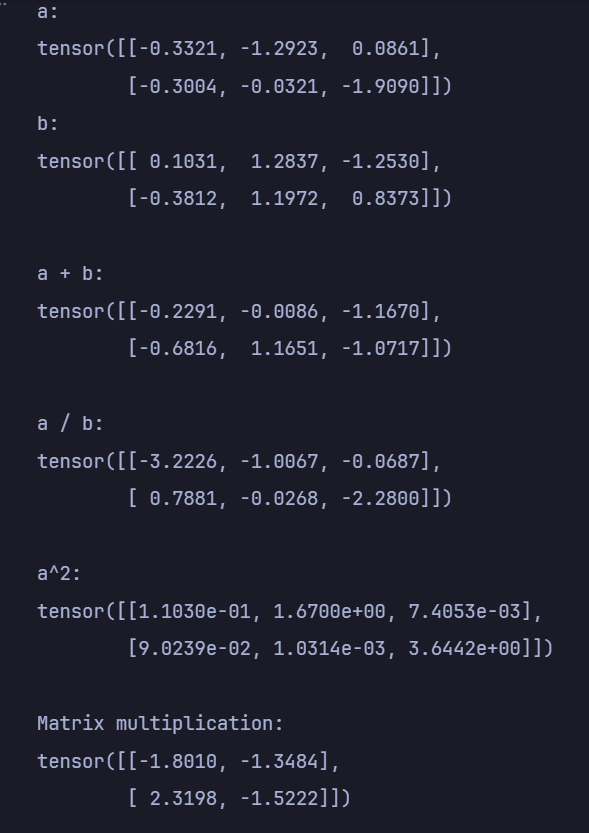 a:
tensor([[-0.3321, -1.2923,  0.0861],
        [-0.3004, -0.0321, -1.9090]])
b:
tensor([[ 0.1031,  1.2837, -1.2530],
        [-0.3812,  1.1972,  0.8373]])
a + b:
tensor([[-0.2291, -0.0086, -1.1670],
        [-0.6816,  1.1651, -1.0717]])
a / b:
tensor([[-3.2226, -1.0067, -0.0687],
        [ 0.7881, -0.0268, -2.2800]])
a^2:
tensor([[1.1030e-01, 1.6700e+00, 7.4053e-03],
        [9.0239e-02, 1.0314e-03, 3.6442e+00]])
Matrix multiplication:
tensor([[-1.8010, -1.3484],
        [ 2.3198, -1.5222]])